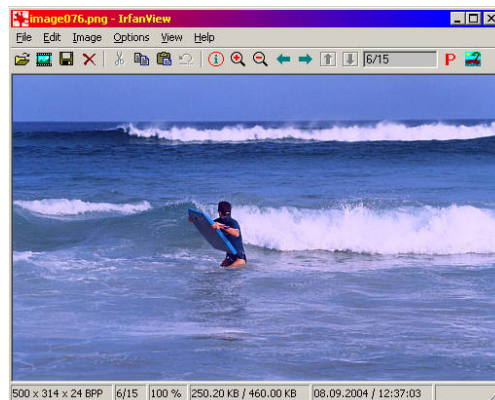 image076.png - IrfanView
File Edit Image Options View Help
6/15 P
500 x 314 x 24 BPP 6/15 100 % 250.20 KB / 460.00 KB 08.09.2004 / 12:37:03